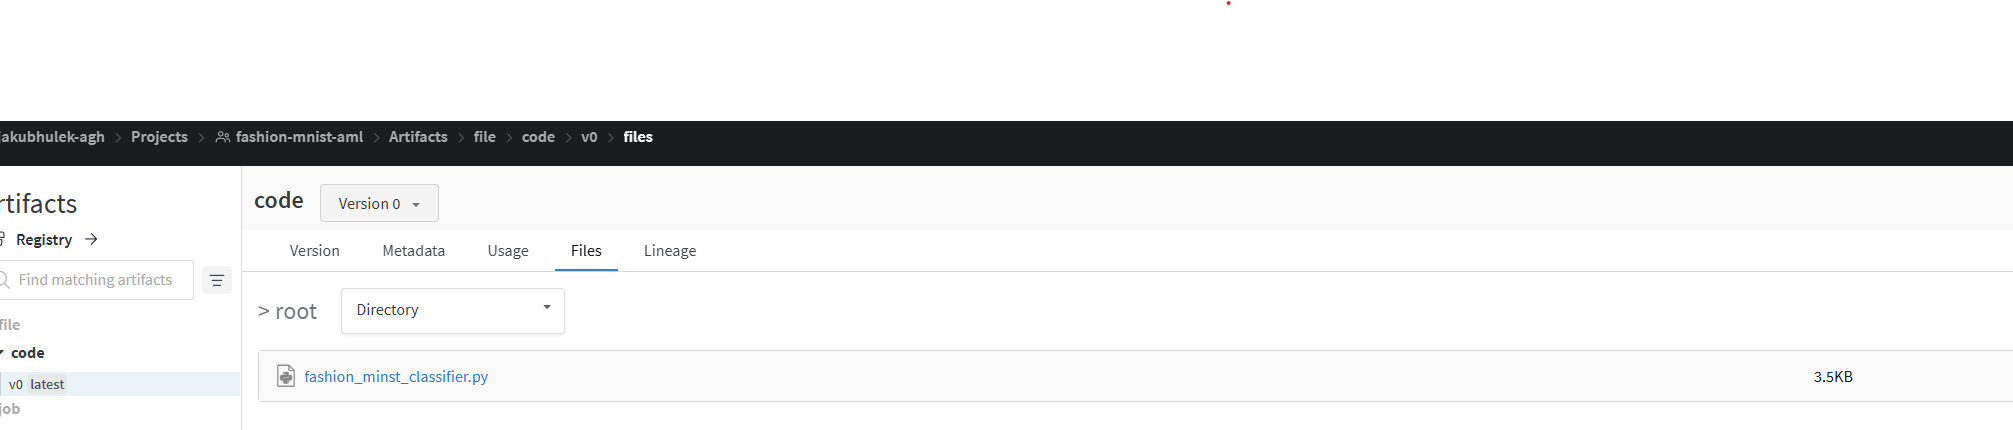 akubhulek-agh > Projects > fashion-mnist-aml > Artifacts > file > code > v0 > files
rtifacts
code Version 0
Registry →
Version Metadata Usage Files Lineage
Find matching artifacts
> root Directory
file
code
fashion_minst_classifier.py 3.5KB
v0 latest
job